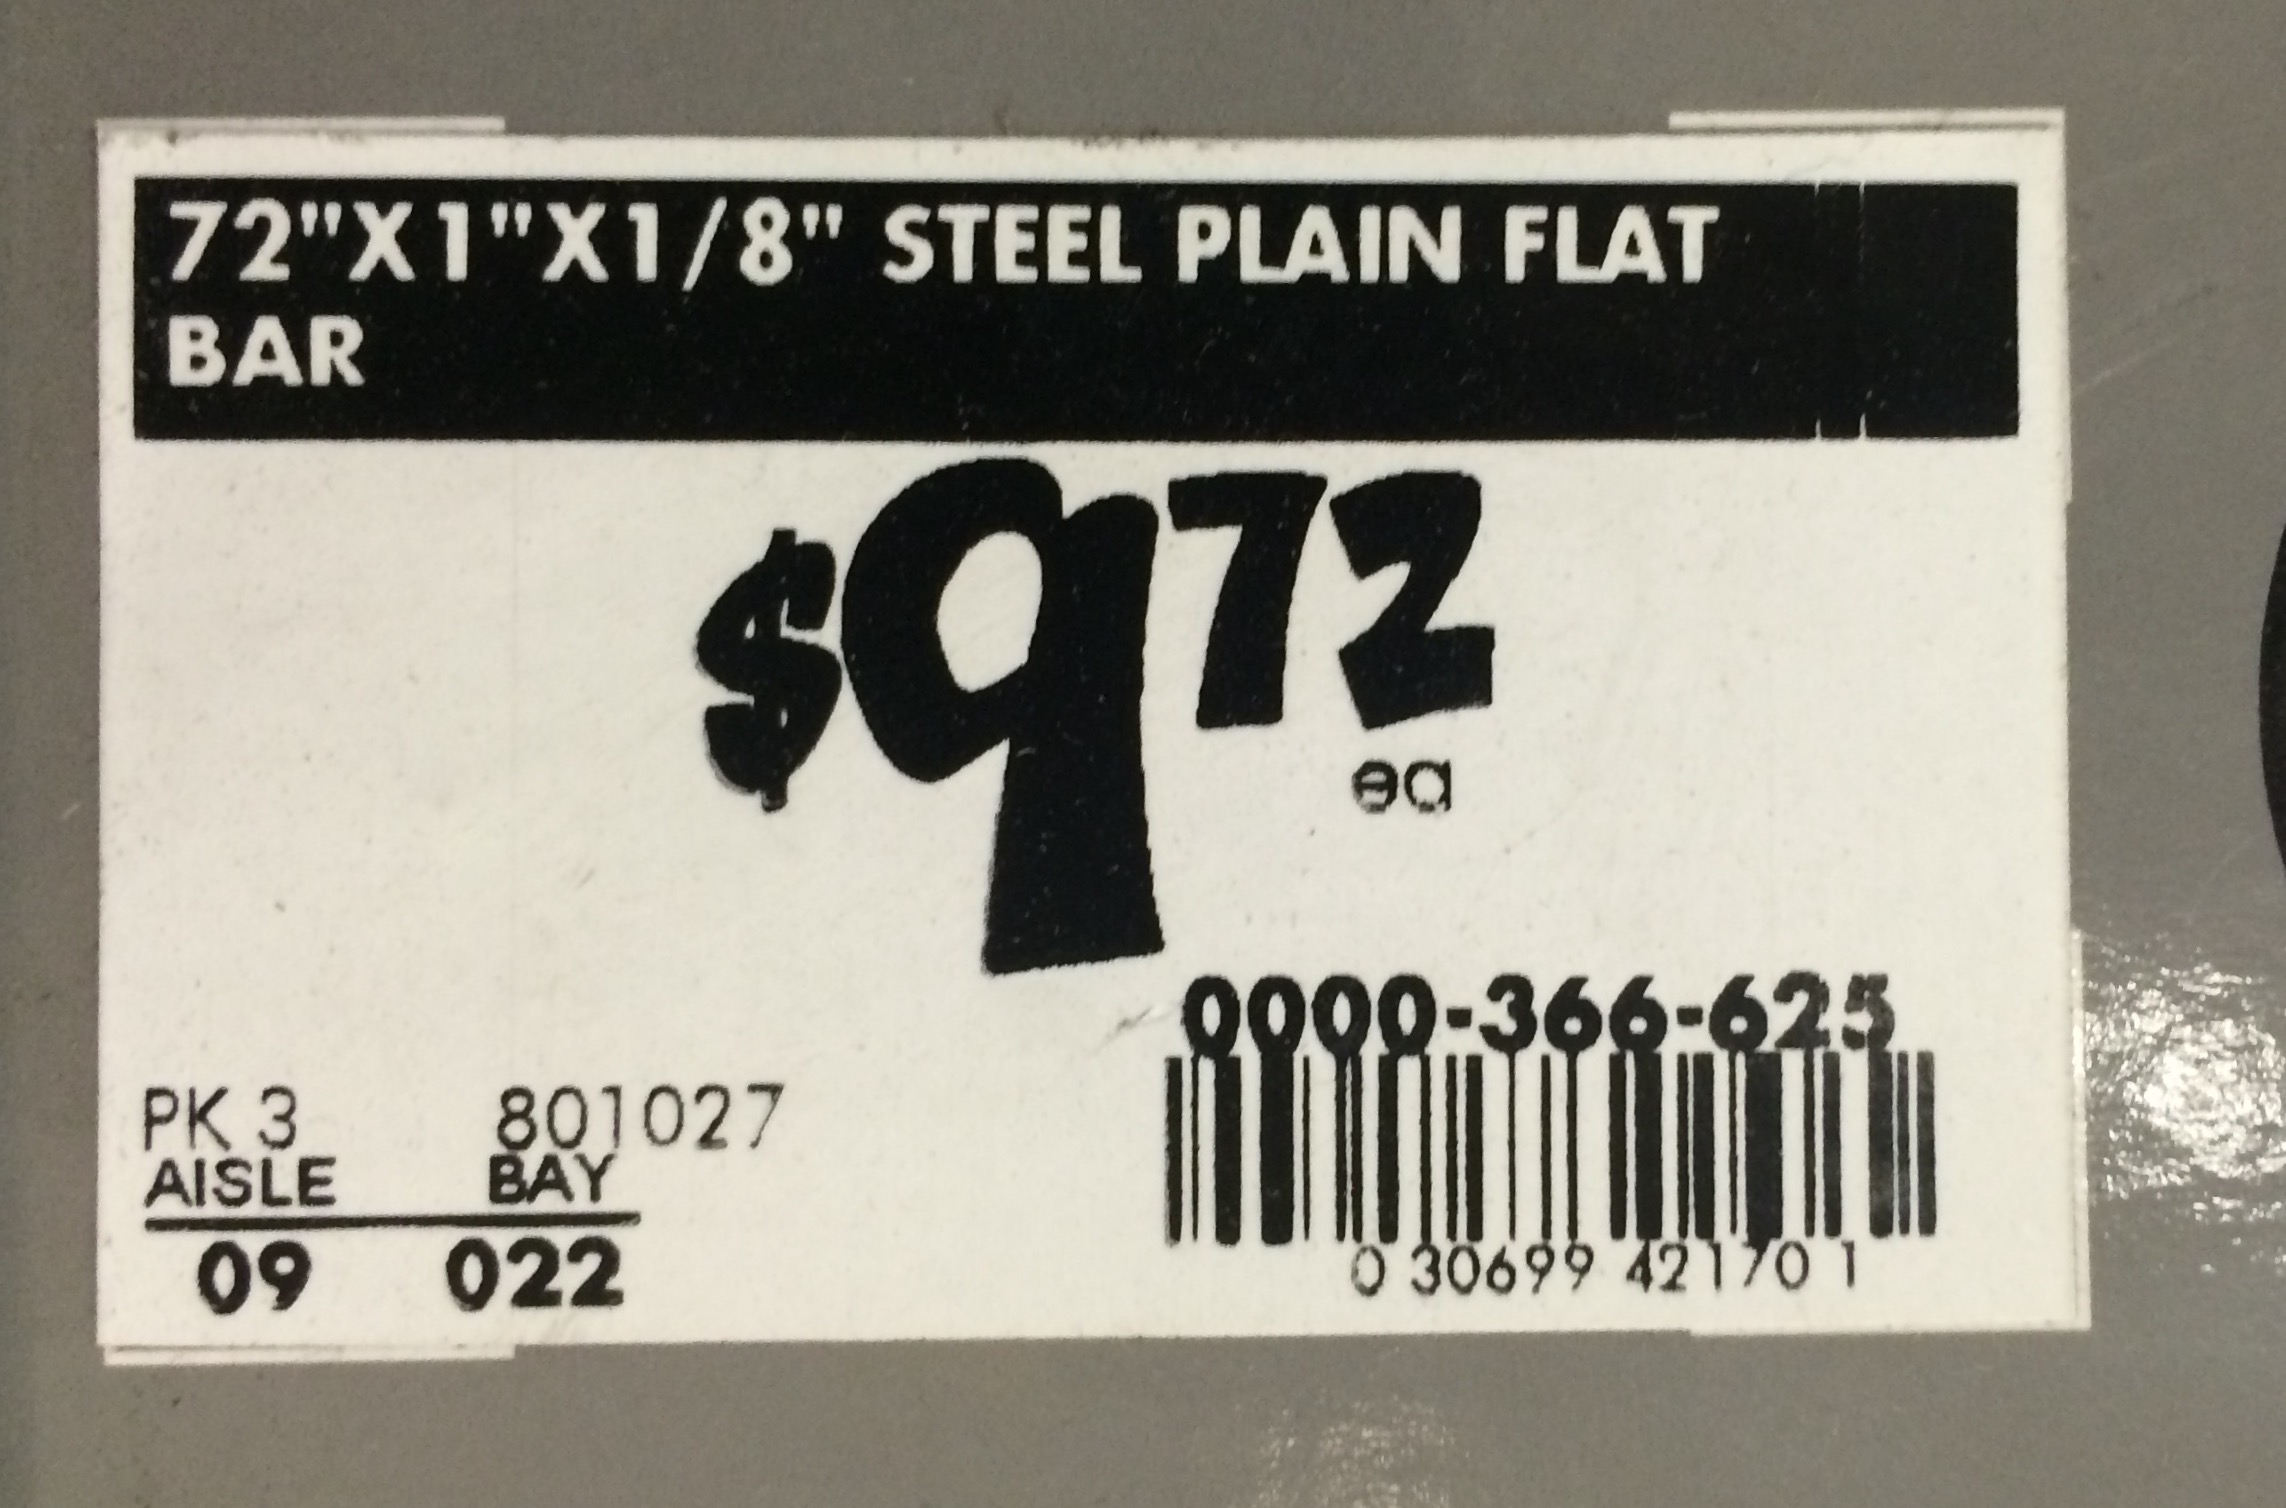 72"X1"X1/8" STEEL PLAIN FLAT
BAR
$972
ea
0000-366-625
PK 3 801027
AISLE BAY
09 022
0 30699 42170 1